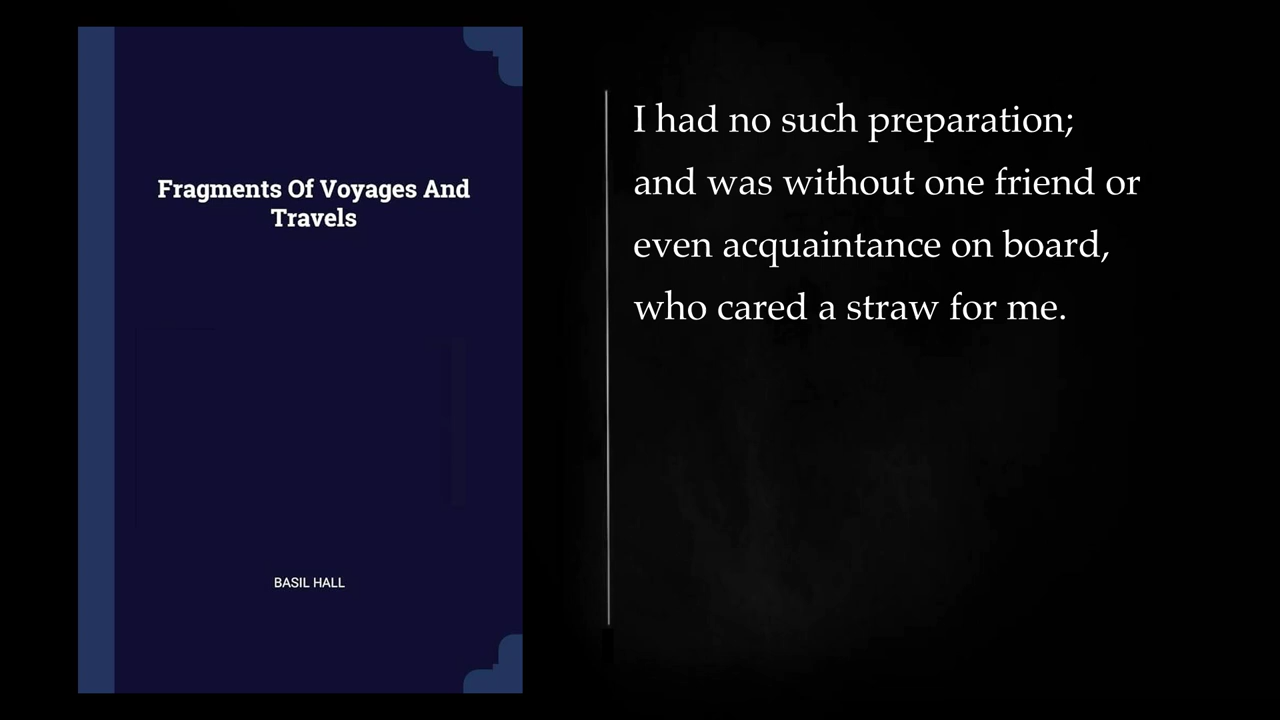 Fragments Of Voyages And
Travels
BASIL HALL
I had no such preparation;
and was without one friend or
even acquaintance on board,
who cared a straw for me.